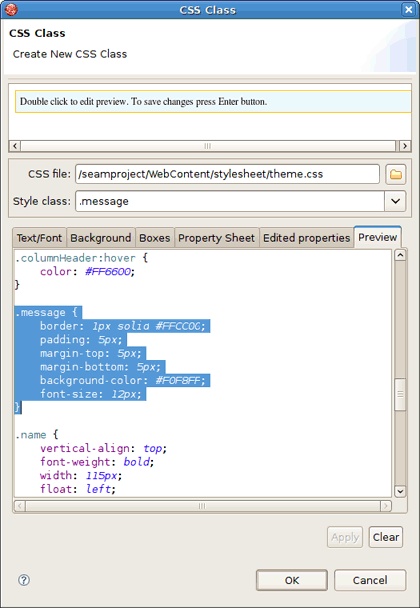 CSS Class
CSS Class
Create New CSS Class
Double click to edit preview. To save changes press Enter button.
CSS file: /seamproject/WebContent/stylesheet/theme.css
Style class: .message
Text/Font Background Boxes Property Sheet Edited properties Preview
.columnHeader:hover {
color: #FF6600;
}
.message {
border: 1px solid #FFCC00;
padding: 5px;
margin-top: 5px;
margin-bottom: 5px;
background-color: #F0F8FF;
font-size: 12px;
}
.name {
vertical-align: top;
font-weight: bold;
width: 115px;
float: left;
Apply Clear
? OK Cancel